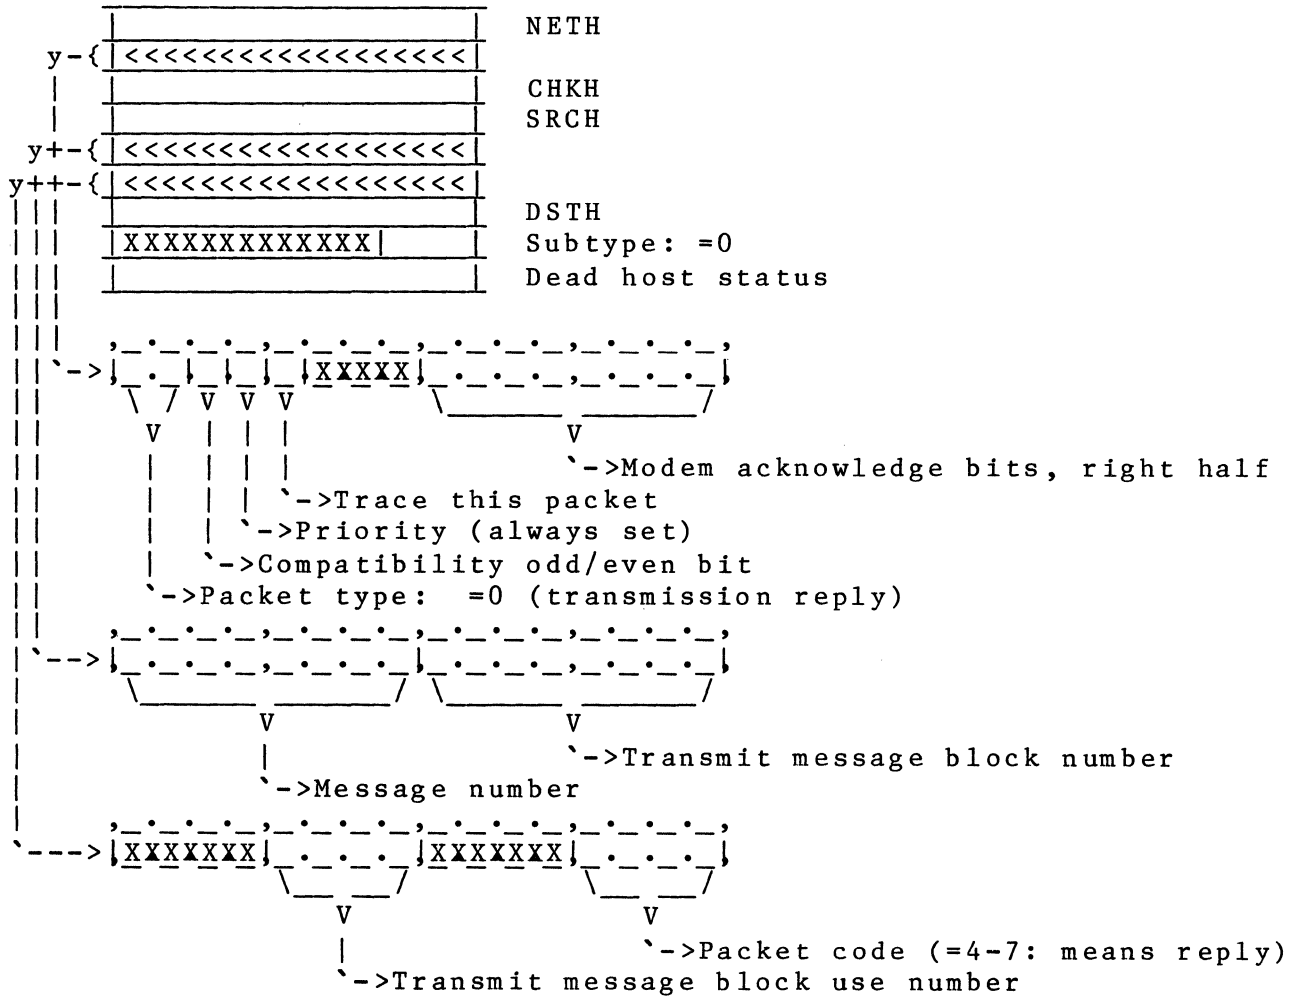 NETH
y-{|<<<<<<<<<<<<<<<<<<|
CHKH
SRCH
y+-{|<<<<<<<<<<<<<<<<<<|
y++-{|<<<<<<<<<<<<<<<<<<|
DSTH
|XXXXXXXXXXXXX| Subtype: =0
Dead host status
`-> XXXXX
V V V
V V
`->Modem acknowledge bits, right half
`->Trace this packet
`->Priority (always set)
`->Compatibility odd/even bit
`->Packet type: =0 (transmission reply)
`-->
V V
`->Transmit message block number
`->Message number
`---> XXXXXXX XXXXXXX
V V
`->Packet code (=4-7: means reply)
`->Transmit message block use number